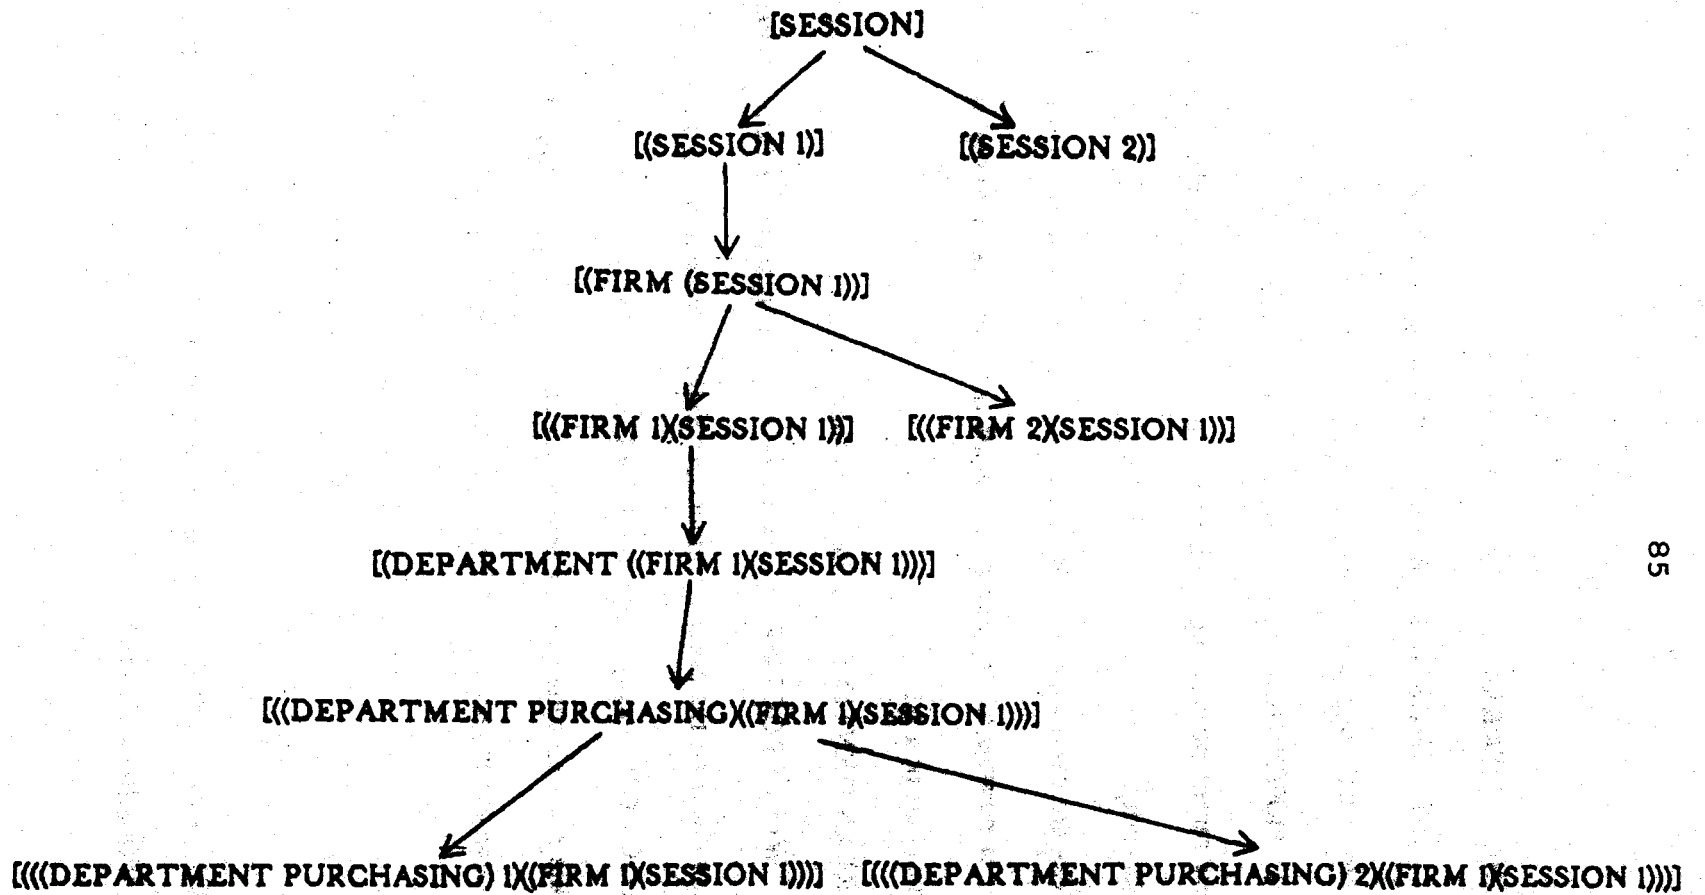 [SESSION]
[(SESSION 1)] [(SESSION 2)]
[(FIRM (SESSION 1))]
[((FIRM 1)(SESSION 1))] [((FIRM 2)(SESSION 1))]
[(DEPARTMENT ((FIRM 1)(SESSION 1)))]
85
[((DEPARTMENT PURCHASING)((FIRM 1)(SESSION 1)))]
[(((DEPARTMENT PURCHASING) 1)((FIRM 1)(SESSION 1)))] [(((DEPARTMENT PURCHASING) 2)((FIRM 1)(SESSION 1)))]